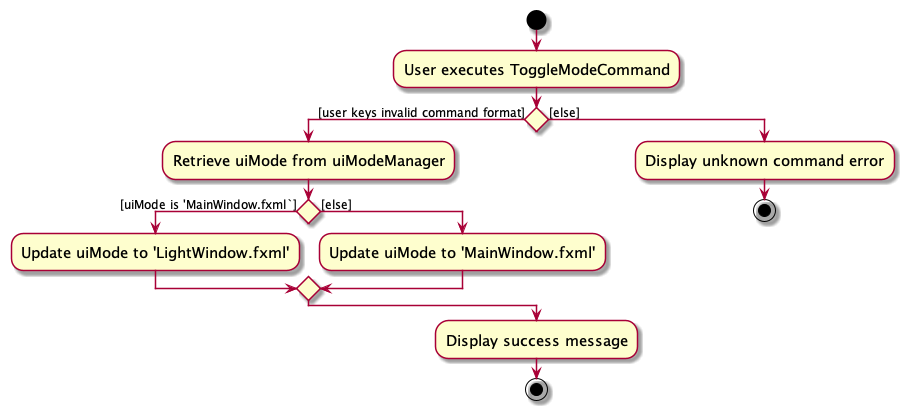 User executes ToggleModeCommand
[user keys invalid command format]
[else]
Retrieve uiMode from uiModeManager
Display unknown command error
[uiMode is 'MainWindow.fxml`]
[else]
Update uiMode to 'LightWindow.fxml'
Update uiMode to 'MainWindow.fxml'
Display success message